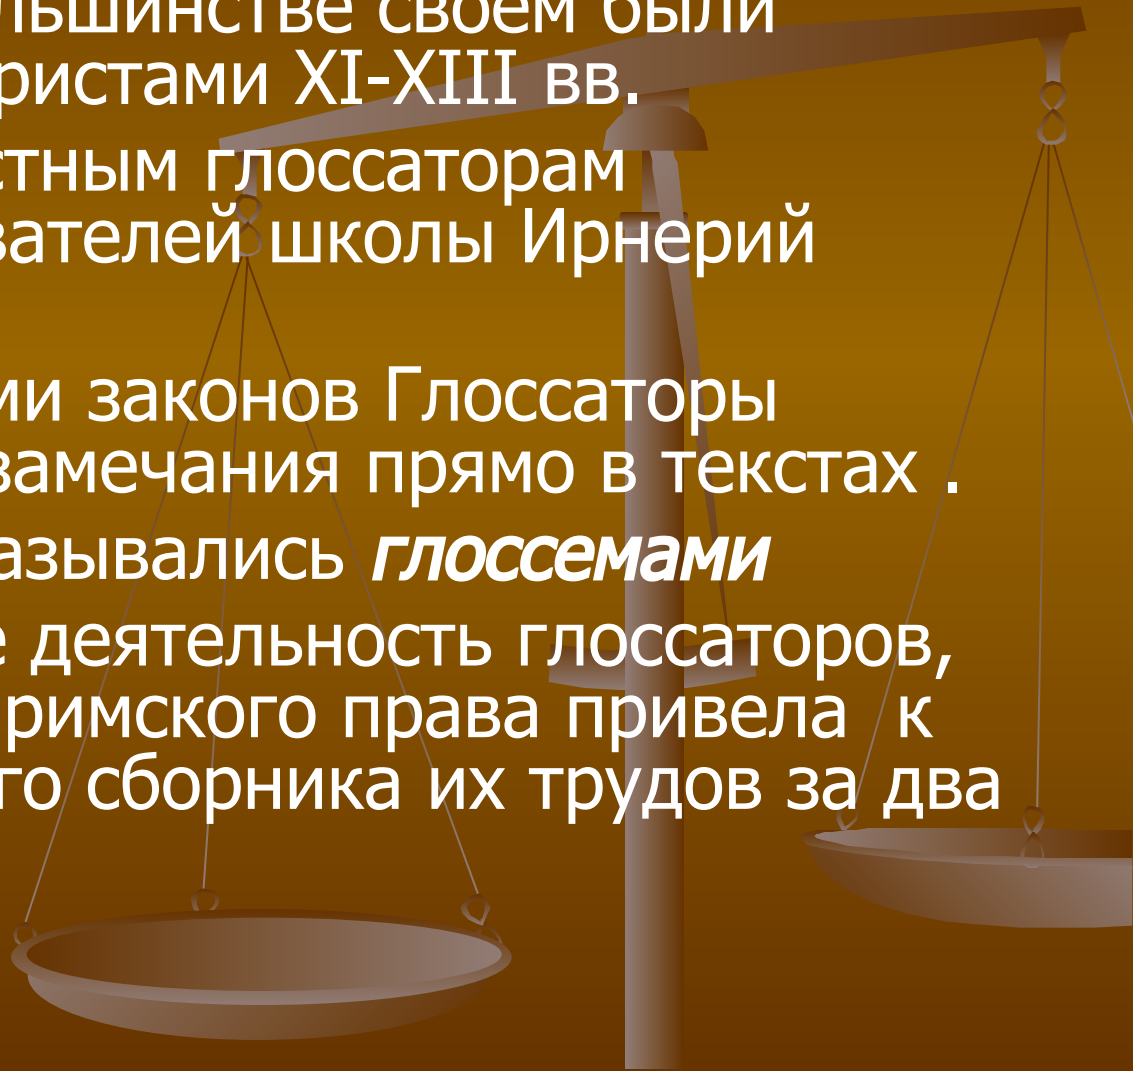 льшинстве своем были
ристами XI-XIII вв.
стным глоссаторам
вателей школы Ирнерий
ми законов Глоссаторы
замечания прямо в текстах .
азывались глоссемами
е деятельность глоссаторов,
римского права привела к
го сборника их трудов за два